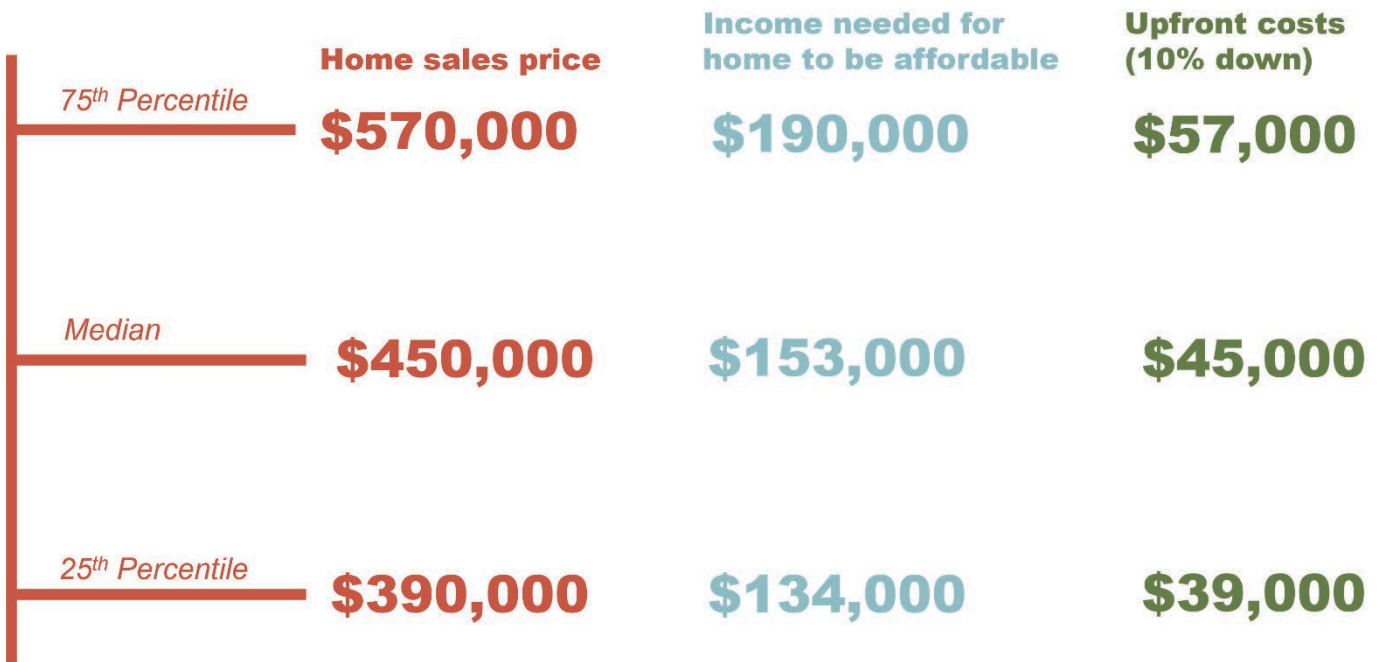 Home sales price
Income needed for
home to be affordable
Upfront costs
(10% down)
75th Percentile
$570,000
$190,000
$57,000
Median
$450,000
$153,000
$45,000
25th Percentile
$390,000
$134,000
$39,000